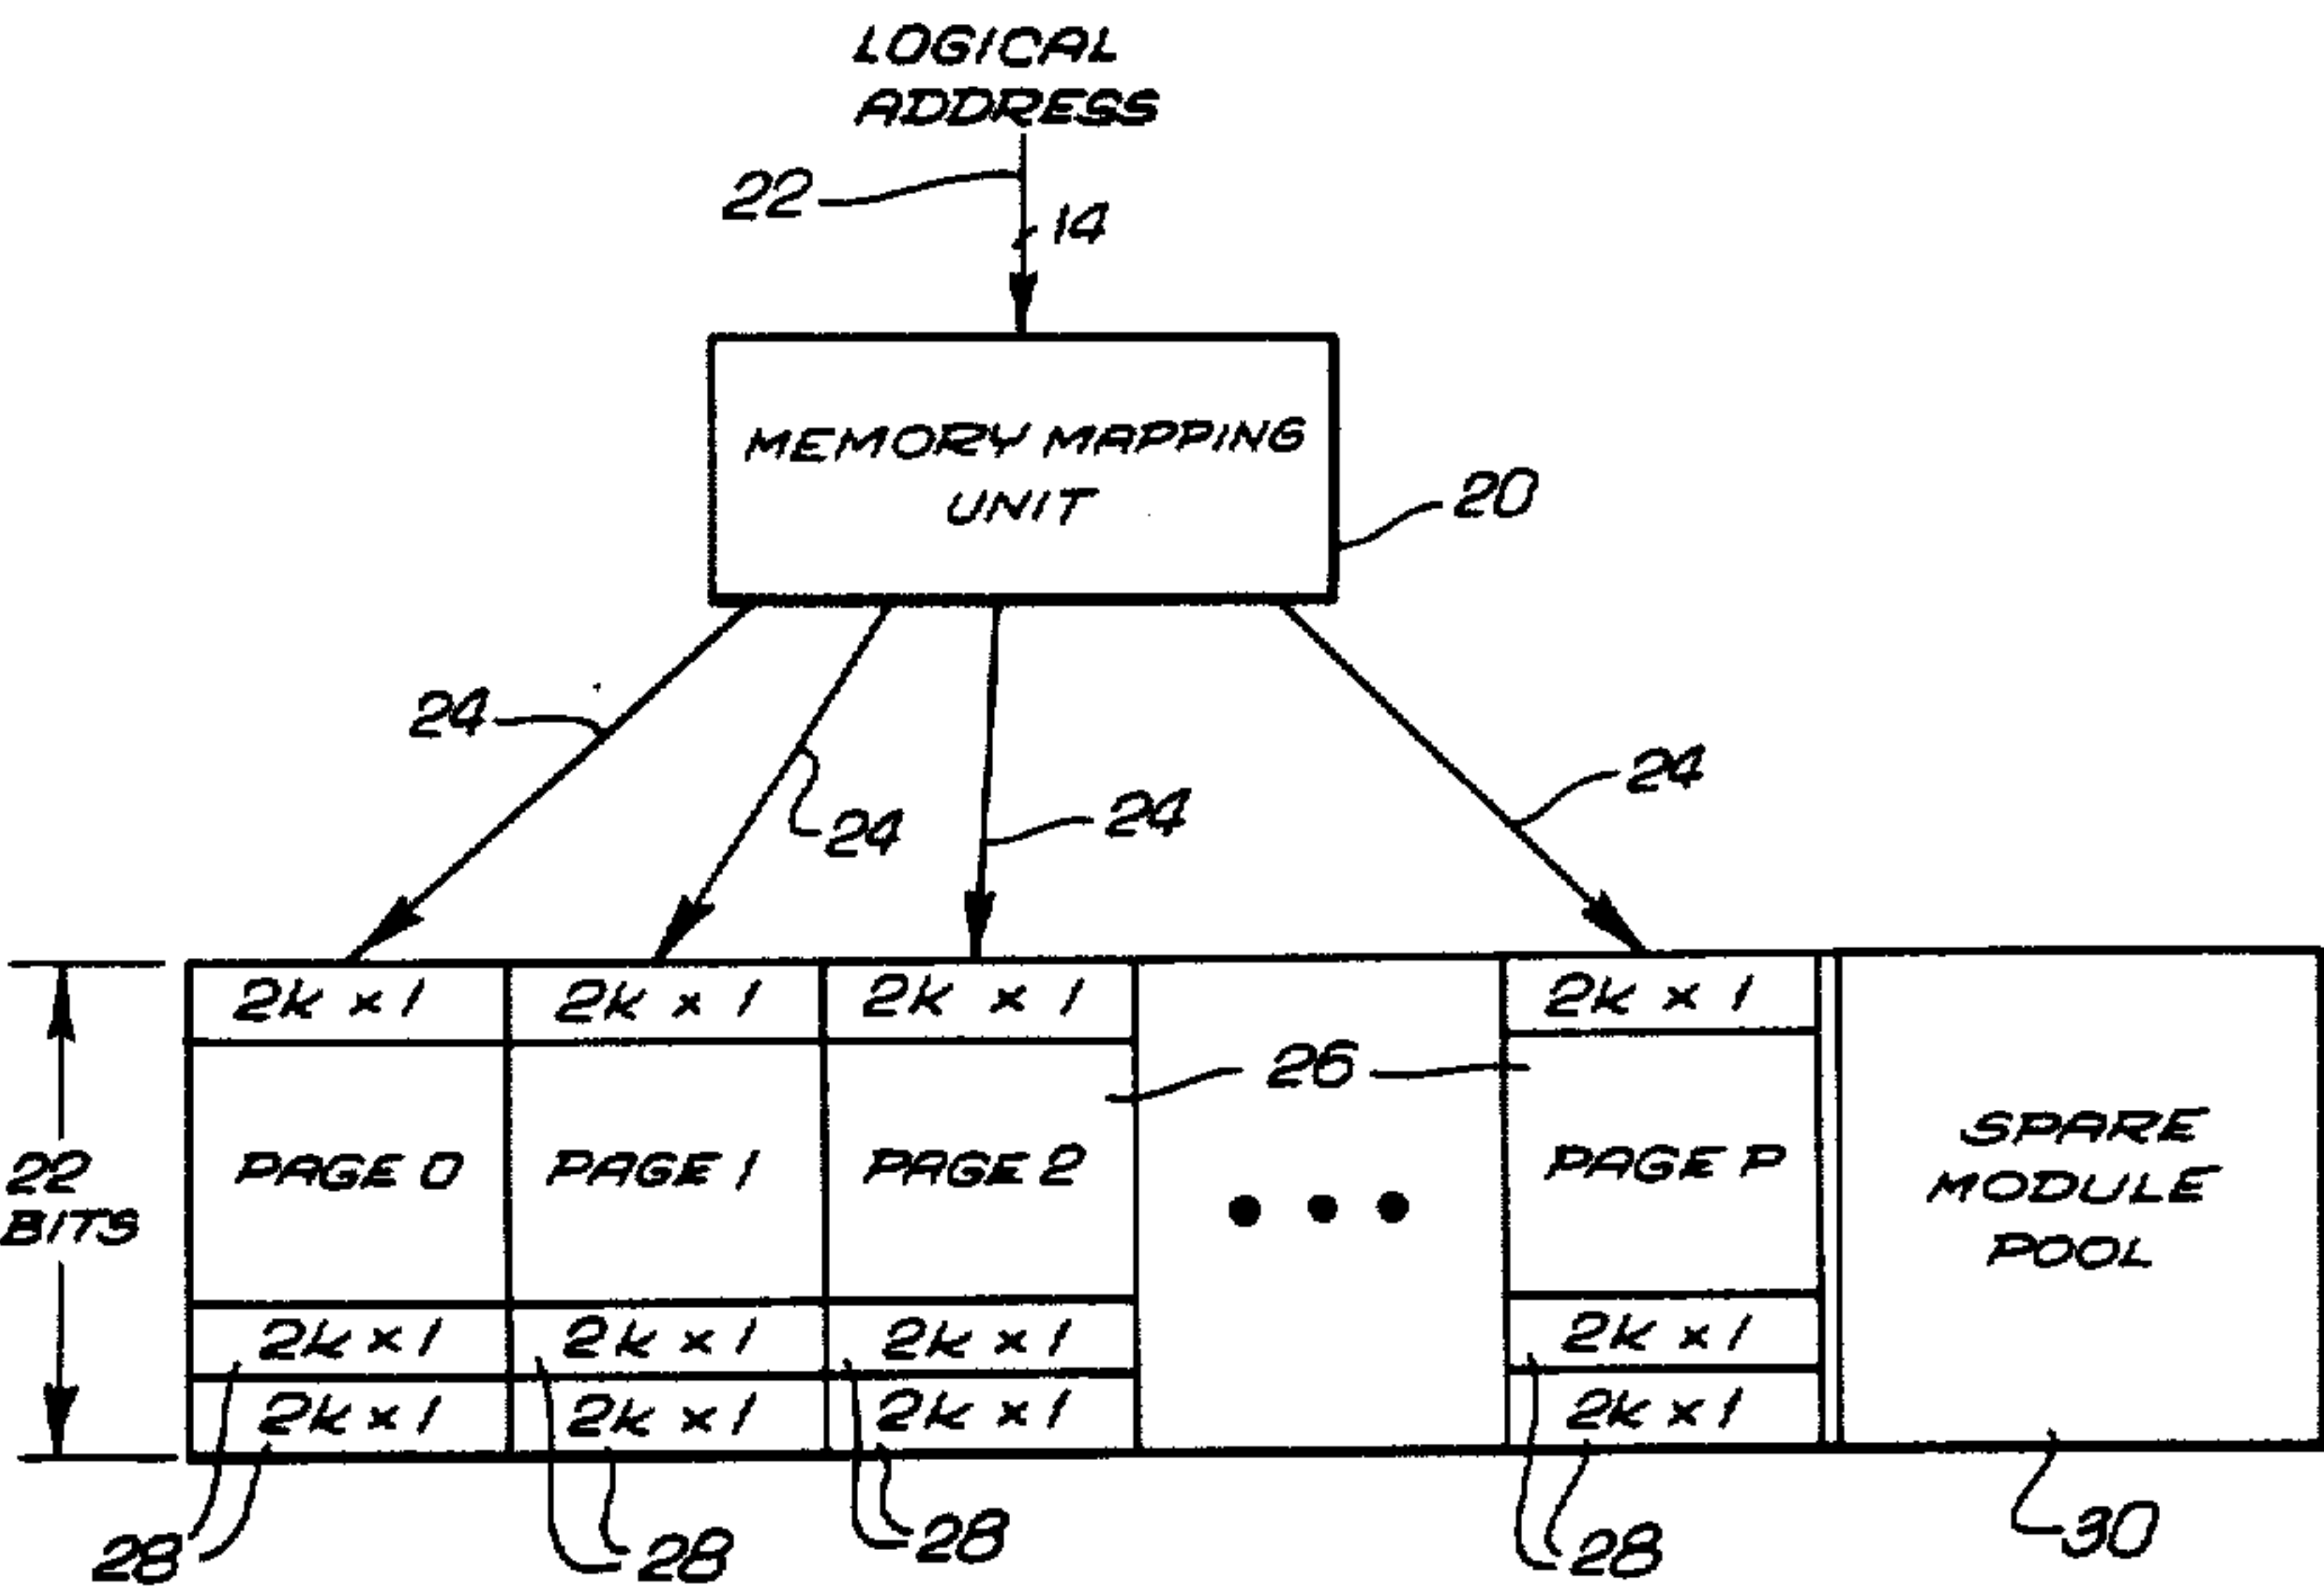 LOGICAL
ADDRESS
22
14
MEMORY MAPPING
UNIT
20
24
24
24
24
2k x 1 2k x 1 2k x 1 2k x 1
26
22
BITS
PAGE 0 PAGE 1 PAGE 2 PAGE P
SPARE
MODULE
POOL
2k x 1 2k x 1 2k x 1 2k x 1
2k x 1 2k x 1 2k x 1 2k x 1
28 28 28 28 30